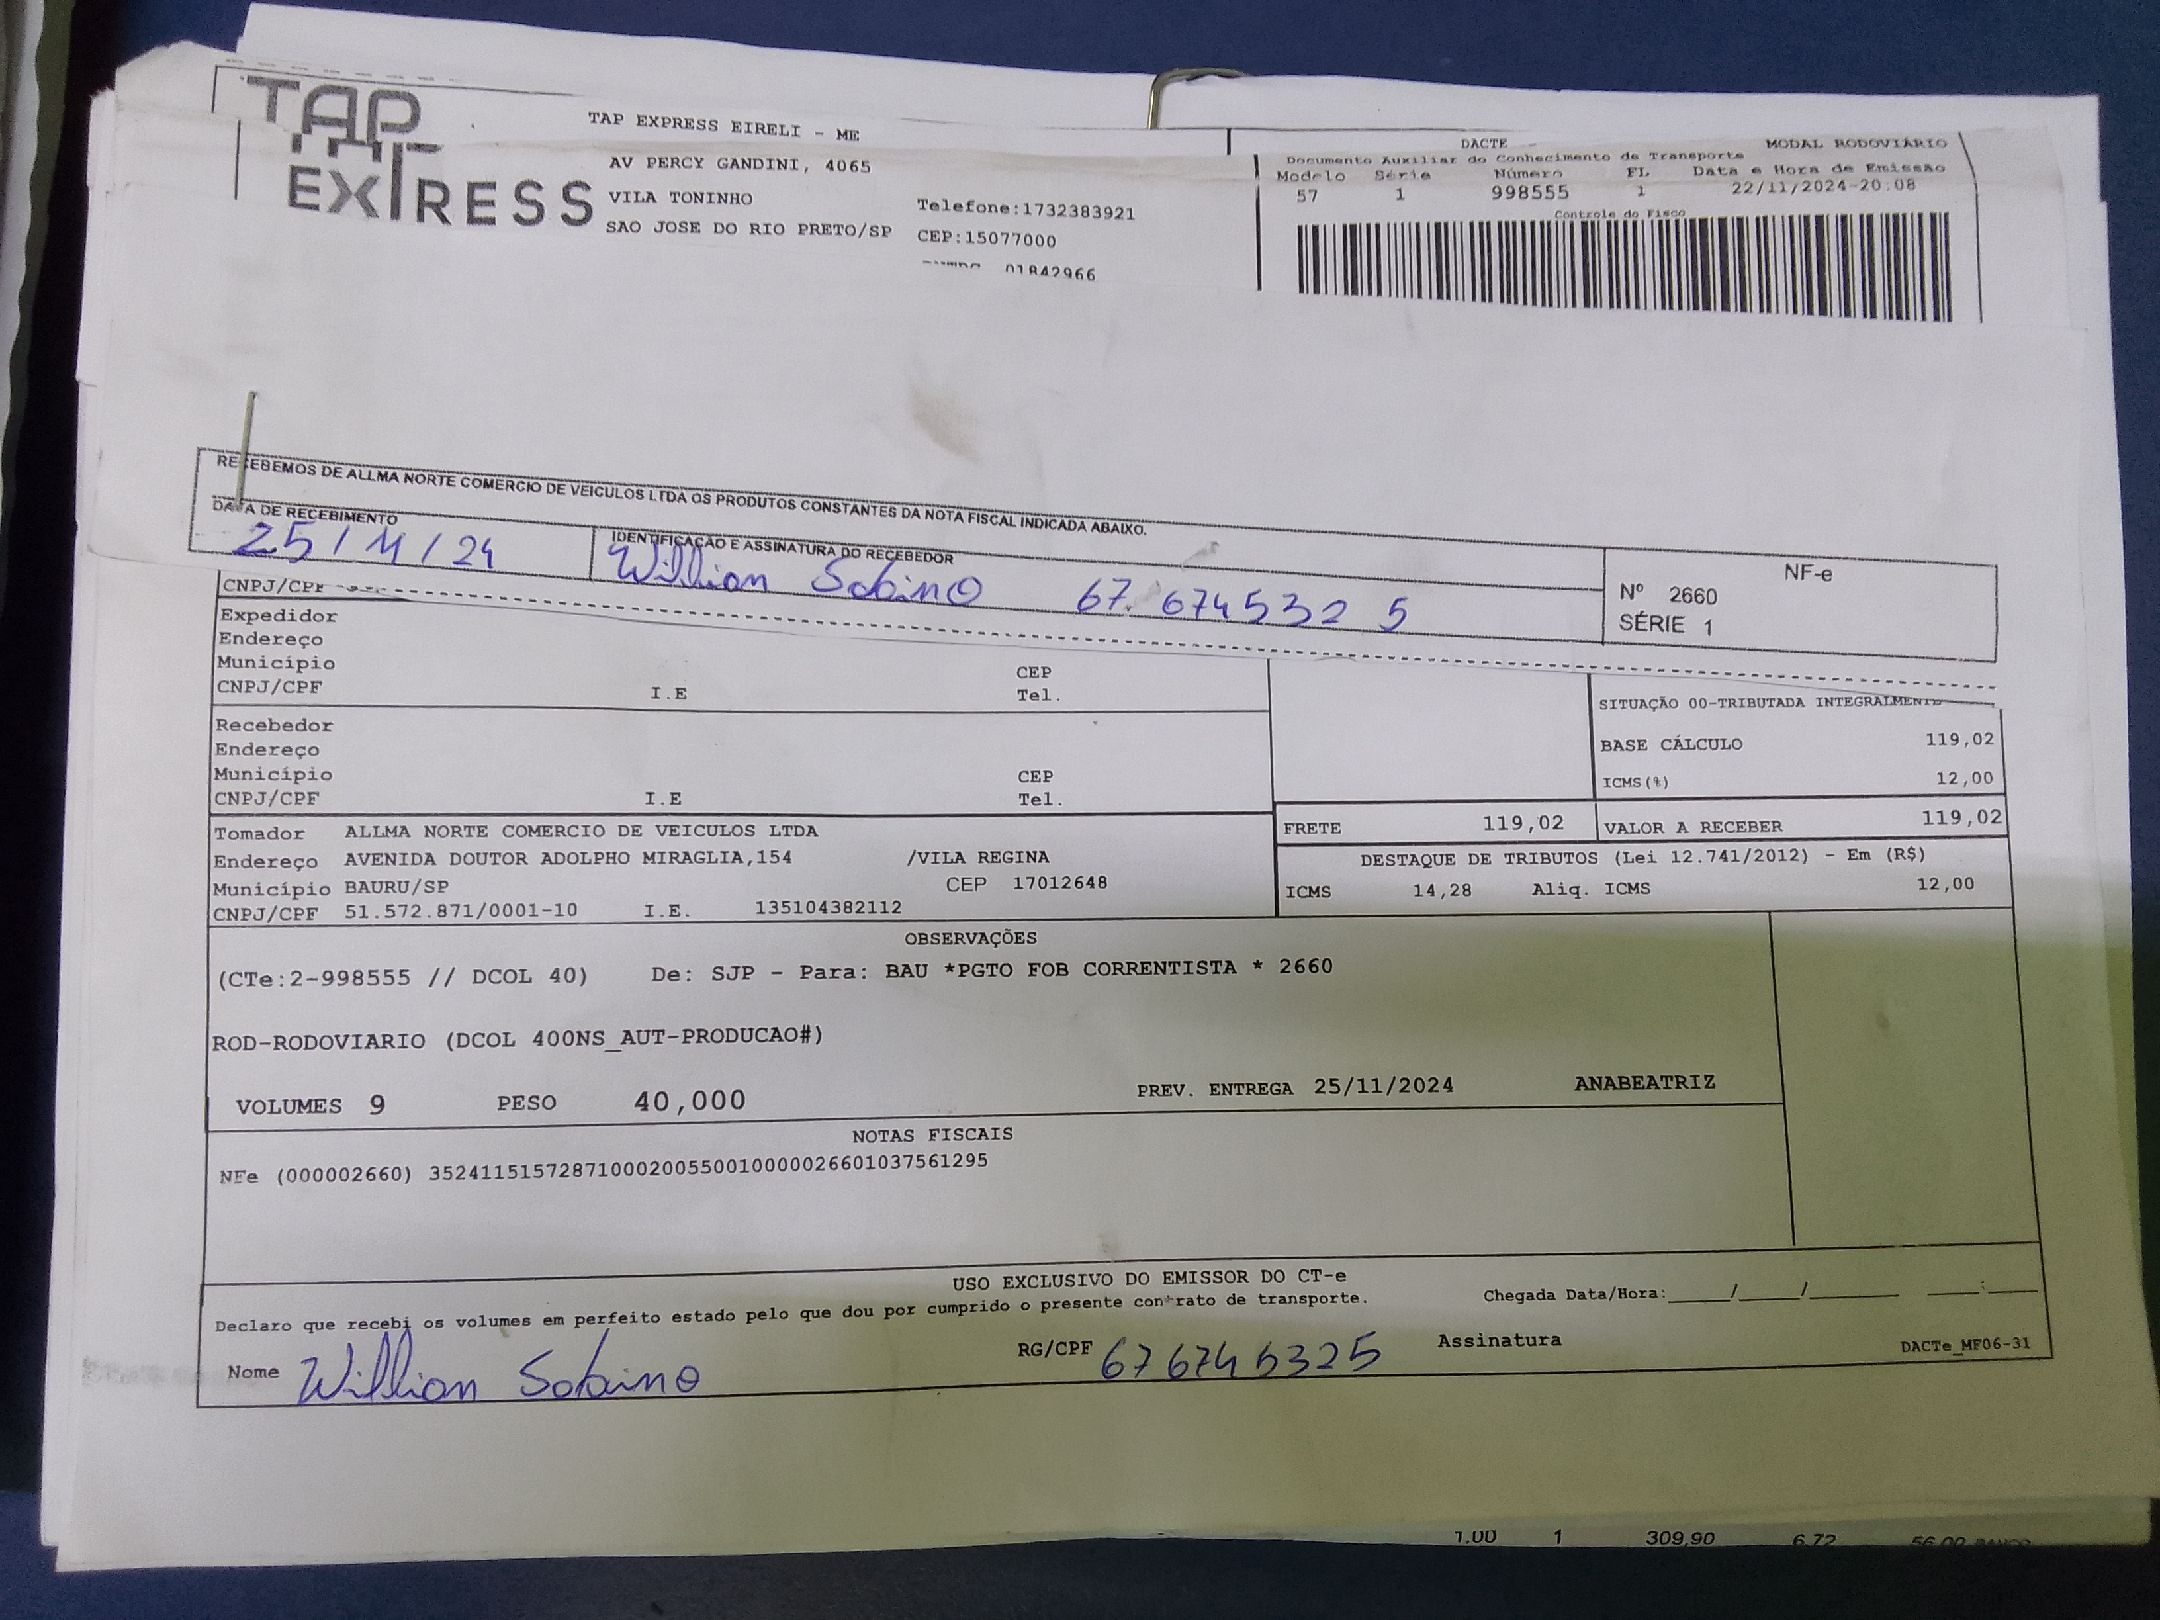 TAP EXPRESS
TAP EXPRESS EIRELI - ME
AV PERCY GANDINI, 4065
VILA TONINHO
Telefone:1732383921
SAO JOSE DO RIO PRETO/SP
CEP:15077000
01842966
DACTE
MODAL RODOVIÁRIO
Documento Auxiliar do Conhecimento de Transporte
Modelo Série Número FL Data e Hora de Emissão
57 1 998555 1 22/11/2024-20:08
Controle do Fisco
RECEBEMOS DE ALLMA NORTE COMERCIO DE VEICULOS LTDA OS PRODUTOS CONSTANTES DA NOTA FISCAL INDICADA ABAIXO.
DATA DE RECEBIMENTO
25/11/24
IDENTIFICAÇÃO E ASSINATURA DO RECEBEDOR
Willian Sabino 67.6745325
NF-e
Nº 2660
SÉRIE 1
CNPJ/CPF
Expedidor
Endereço
Município CEP
CNPJ/CPF I.E Tel.
Recebedor
Endereço
Município CEP
CNPJ/CPF I.E Tel.
SITUAÇÃO 00-TRIBUTADA INTEGRALMENTE
BASE CÁLCULO 119,02
ICMS(%) 12,00
FRETE 119,02 VALOR A RECEBER 119,02
DESTAQUE DE TRIBUTOS (Lei 12.741/2012) - Em (R$)
ICMS 14,28 Aliq. ICMS 12,00
Tomador ALLMA NORTE COMERCIO DE VEICULOS LTDA
Endereço AVENIDA DOUTOR ADOLPHO MIRAGLIA,154 /VILA REGINA
Município BAURU/SP CEP 17012648
CNPJ/CPF 51.572.871/0001-10 I.E. 135104382112
OBSERVAÇÕES
(CTe:2-998555 // DCOL 40) De: SJP - Para: BAU *PGTO FOB CORRENTISTA * 2660
ROD-RODOVIARIO (DCOL 400NS_AUT-PRODUCAO#)
VOLUMES 9 PESO 40,000 PREV. ENTREGA 25/11/2024 ANABEATRIZ
NOTAS FISCAIS
NFe (000002660) 35241151572871000200550010000026601037561295
USO EXCLUSIVO DO EMISSOR DO CT-e
Declaro que recebi os volumes em perfeito estado pelo que dou por cumprido o presente contrato de transporte.
Chegada Data/Hora:____/____/______ ____:____
Nome Willian Sabino RG/CPF 676745325 Assinatura
DACTe_MF06-31
1,00 1 309,90 6,72